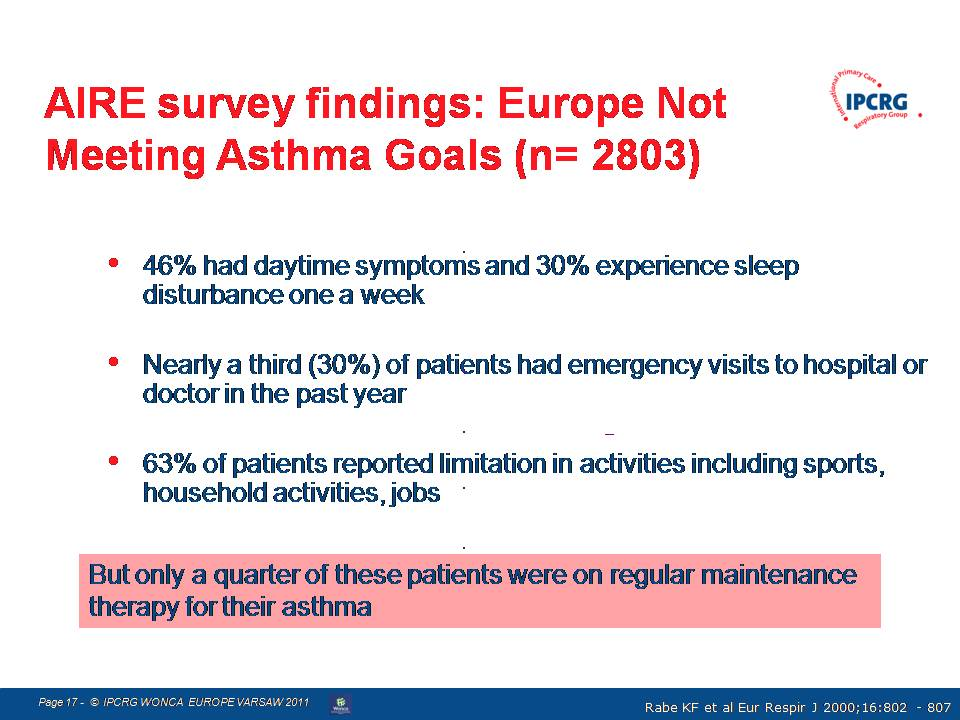 AIRE survey findings: Europe Not
Meeting Asthma Goals (n= 2803)
International Primary Care
IPCRG
Respiratory Group
• 46% had daytime symptoms and 30% experience sleep
disturbance one a week
• Nearly a third (30%) of patients had emergency visits to hospital or
doctor in the past year
• 63% of patients reported limitation in activities including sports,
household activities, jobs
But only a quarter of these patients were on regular maintenance
therapy for their asthma
Page 17 - © IPCRG WONCA EUROPE VARSAW 2011
Wonca
Rabe KF et al Eur Respir J 2000;16:802 - 807